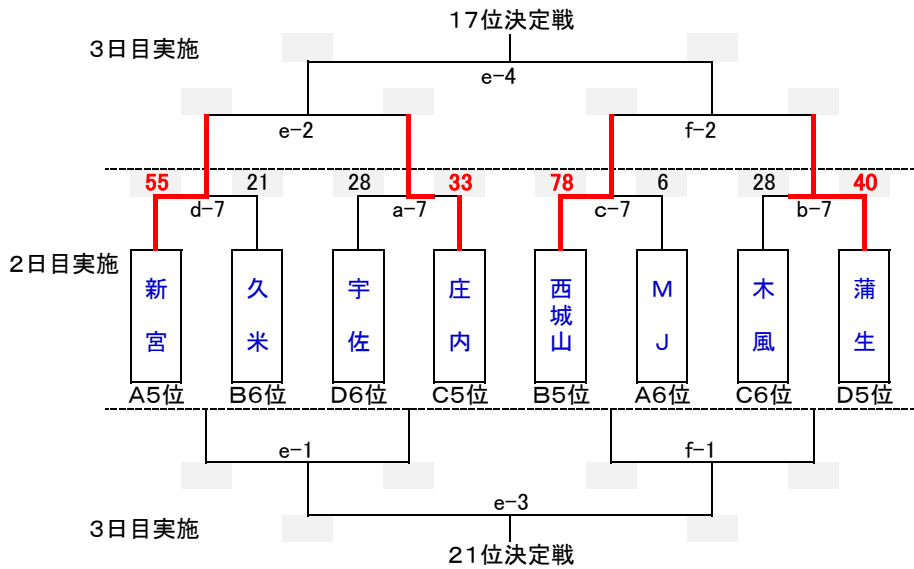 17位決定戦
3日目実施
e-4
e-2
f-2
55 21 28 33 78 6 28 40
d-7 a-7 c-7 b-7
2日目実施
新宮 久米 宇佐 庄内 西城山 MJ 木風 蒲生
A5位 B6位 D6位 C5位 B5位 A6位 C6位 D5位
e-1 f-1
e-3
3日目実施
21位決定戦